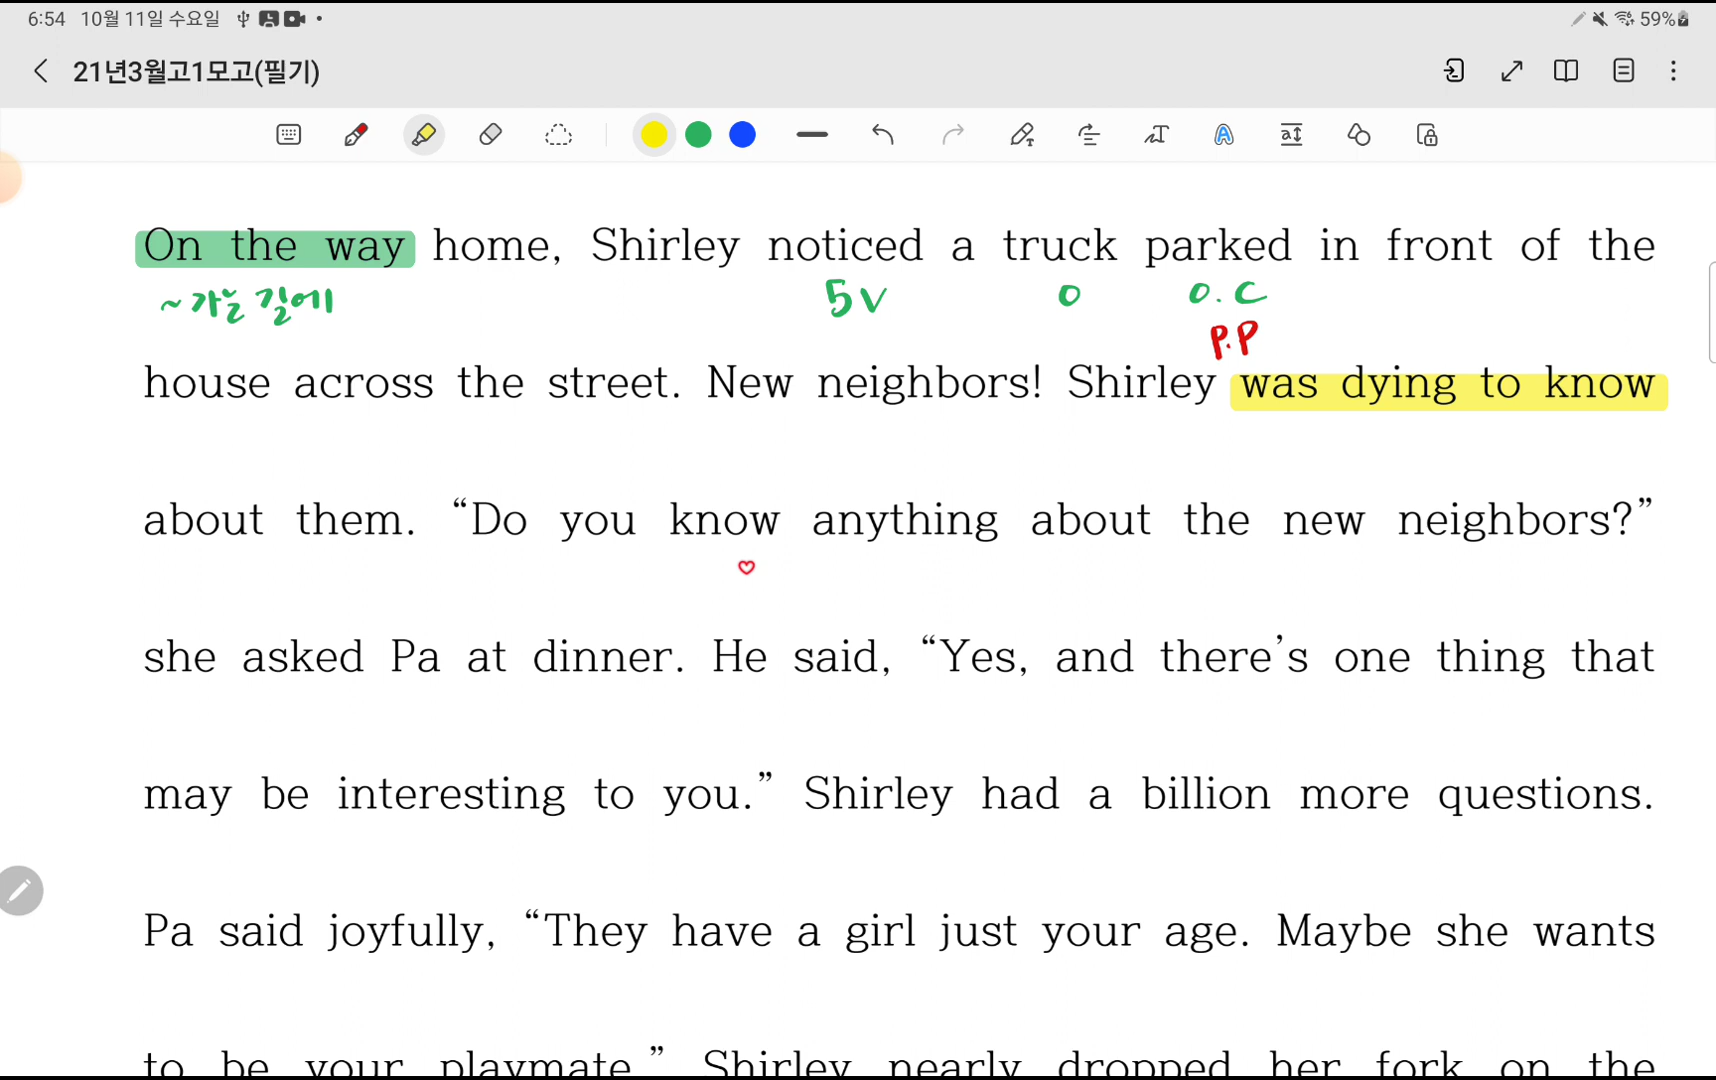 6:54 10월 11일 수요일
59%
21년3월고1모고(필기)
On the way home, Shirley noticed a truck parked in front of the
~가는 길에 5V O O.C
P.P
house across the street. New neighbors! Shirley was dying to know
about them. “Do you know anything about the new neighbors?”
she asked Pa at dinner. He said, “Yes, and there’s one thing that
may be interesting to you.” Shirley had a billion more questions.
Pa said joyfully, “They have a girl just your age. Maybe she wants
to be your playmate.” Shirley nearly dropped her fork on the